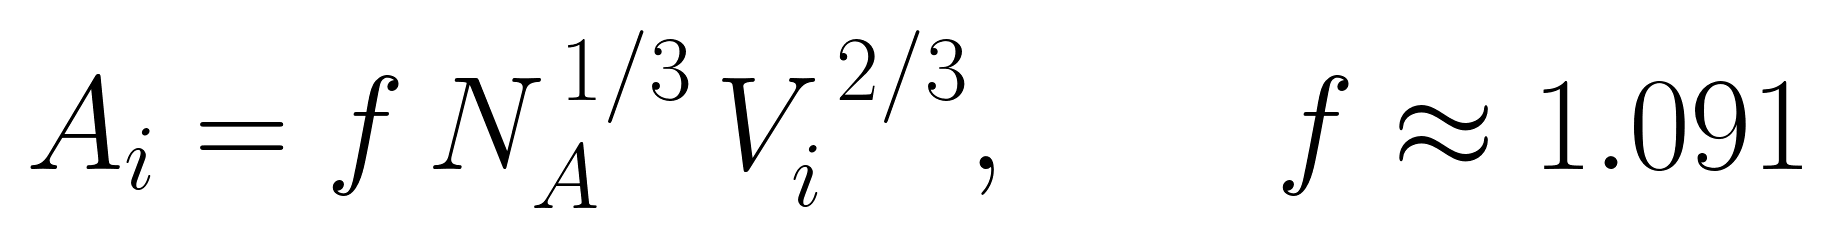 A_i = f N_A^{1/3} V_i^{2/3}, f ≈ 1.091